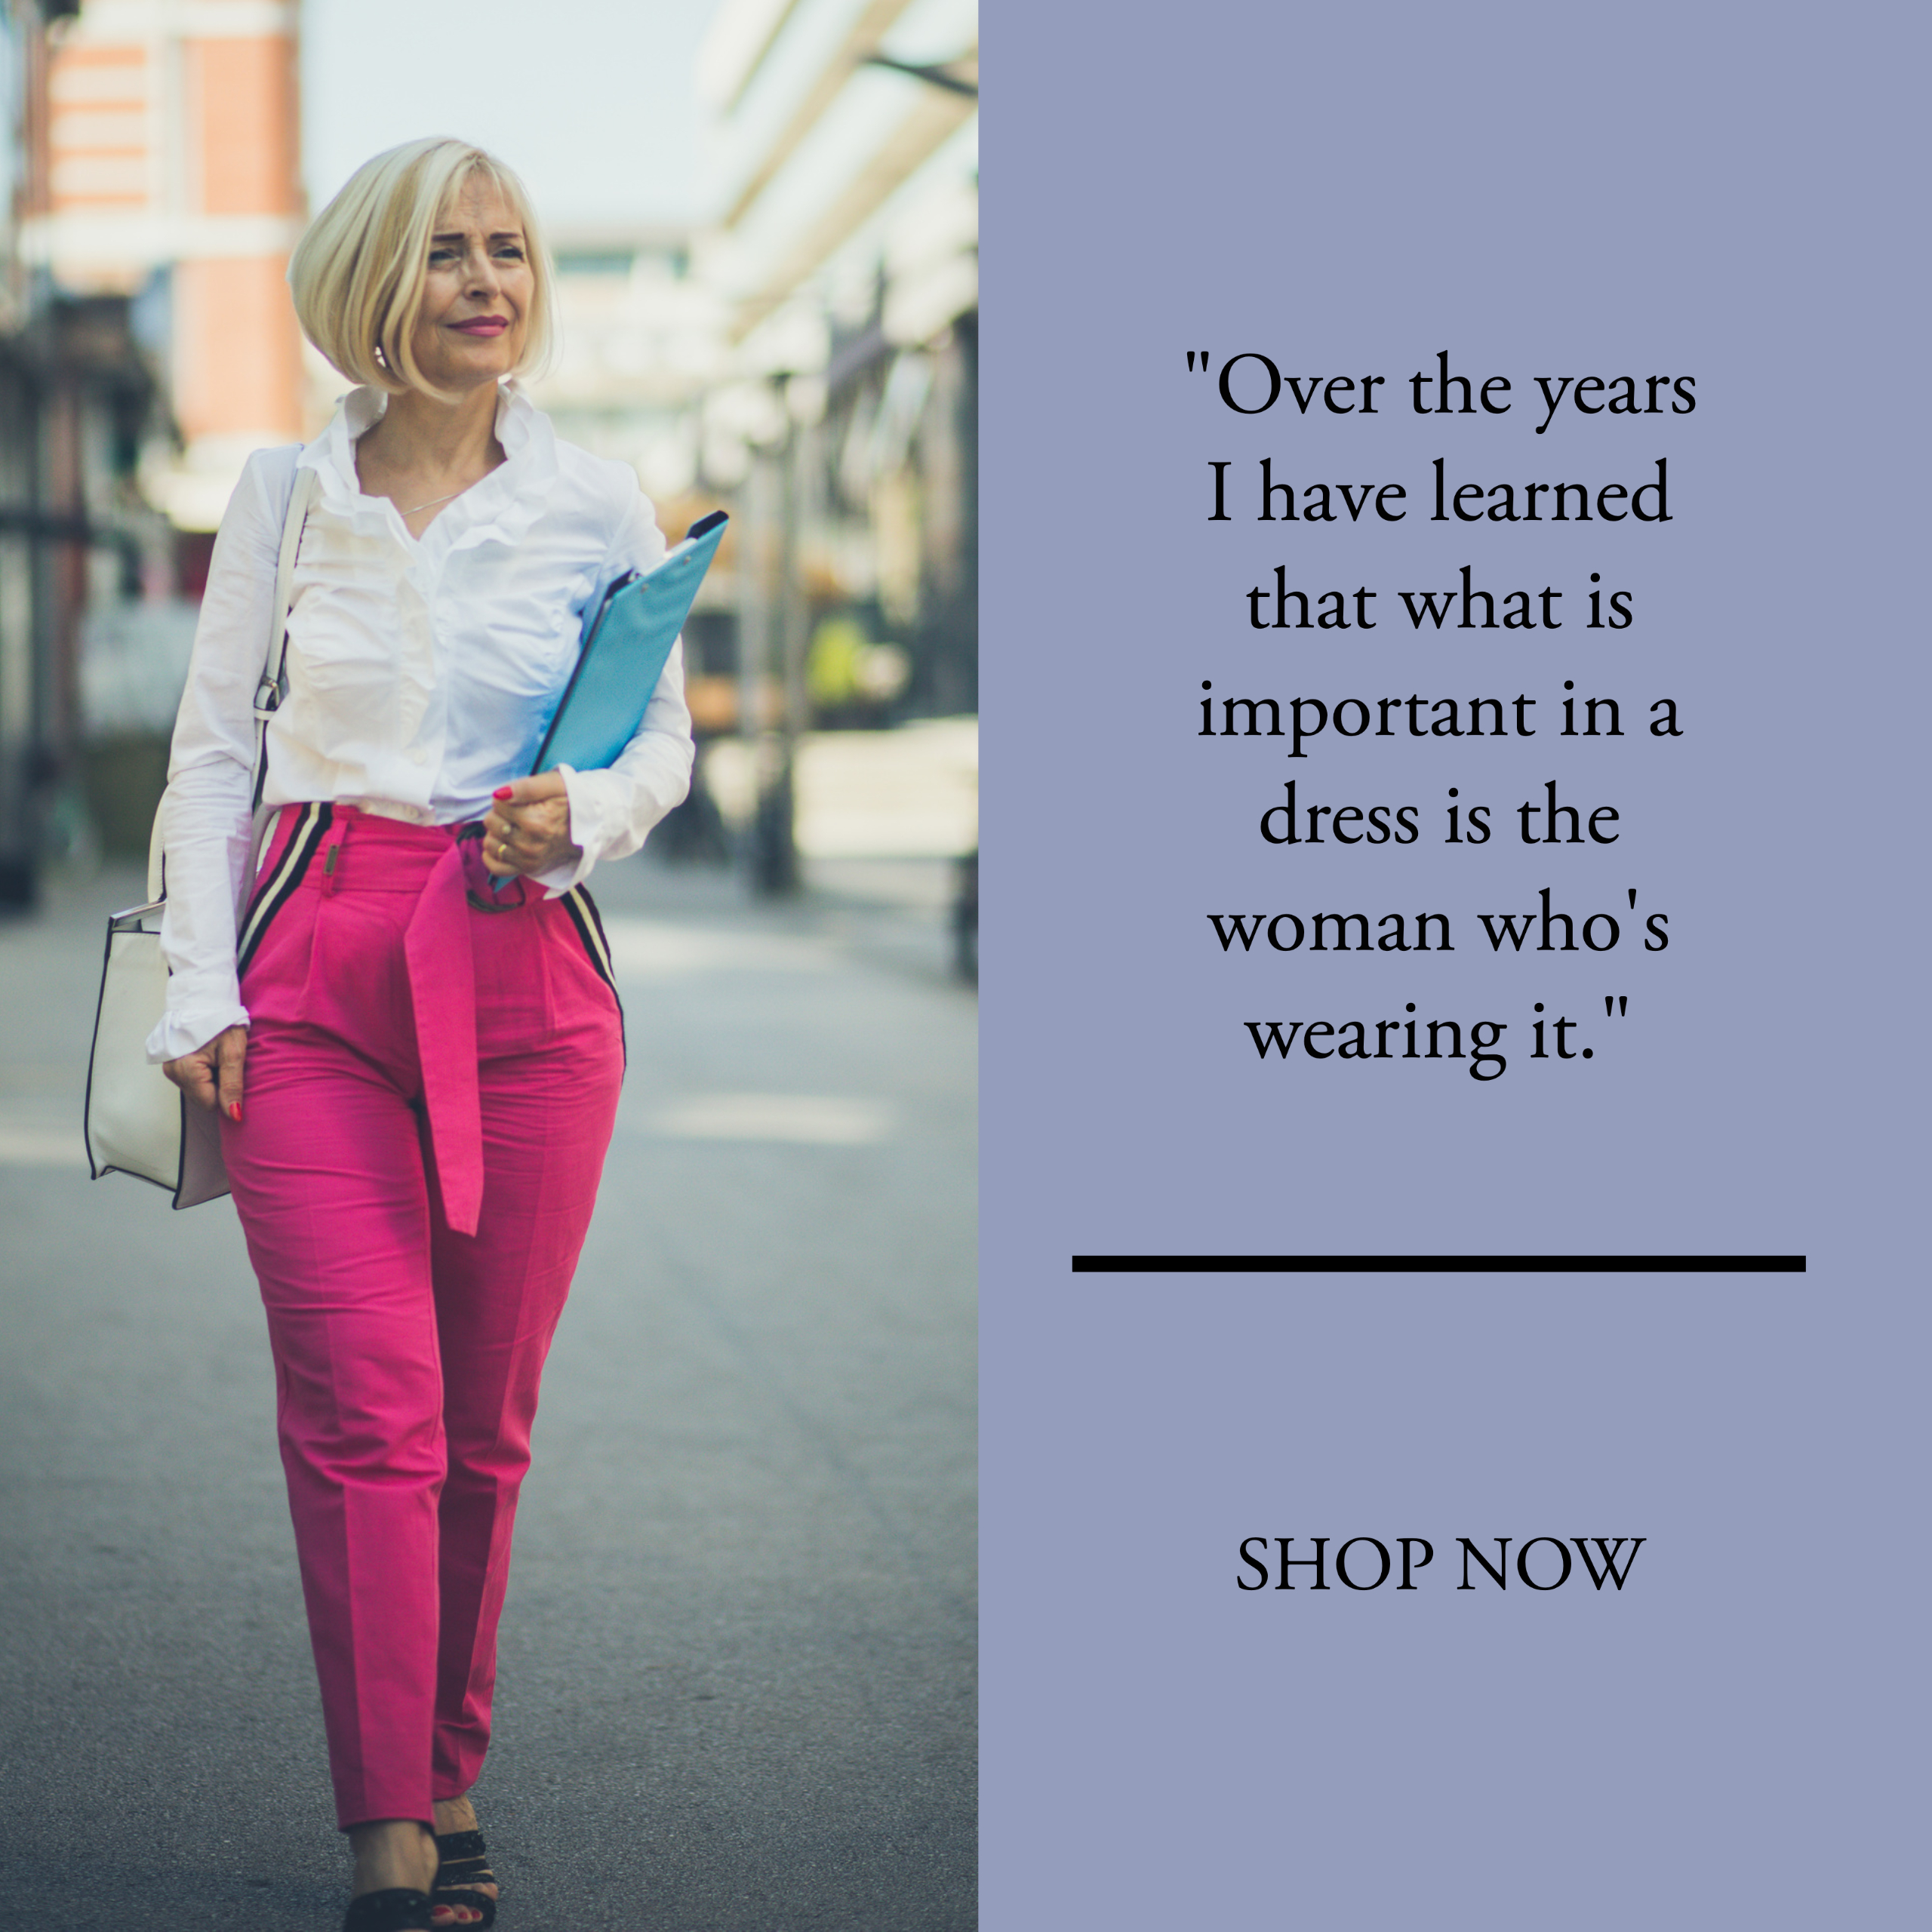 "Over the years
I have learned
that what is
important in a
dress is the
woman who's
wearing it."
SHOP NOW